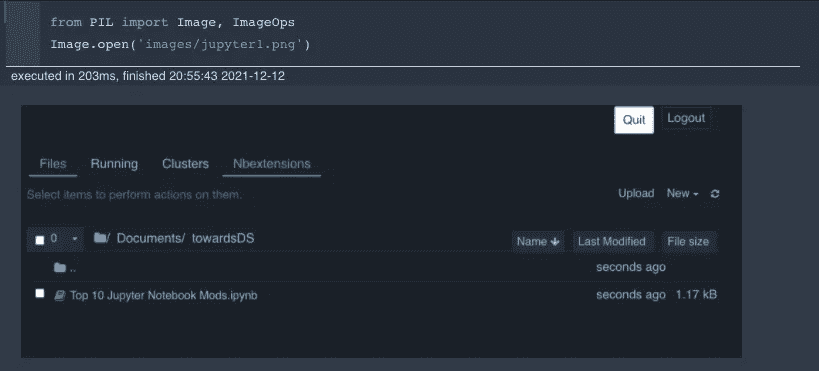 from PIL import Image, ImageOps
Image.open('images/jupyter1.png')
executed in 203ms, finished 20:55:43 2021-12-12
Quit Logout
Files Running Clusters Nbextensions
Select items to perform actions on them.
Upload New
0 / Documents/ towardsDS
Name Last Modified File size
.. seconds ago
Top 10 Jupyter Notebook Mods.ipynb seconds ago 1.17 kB